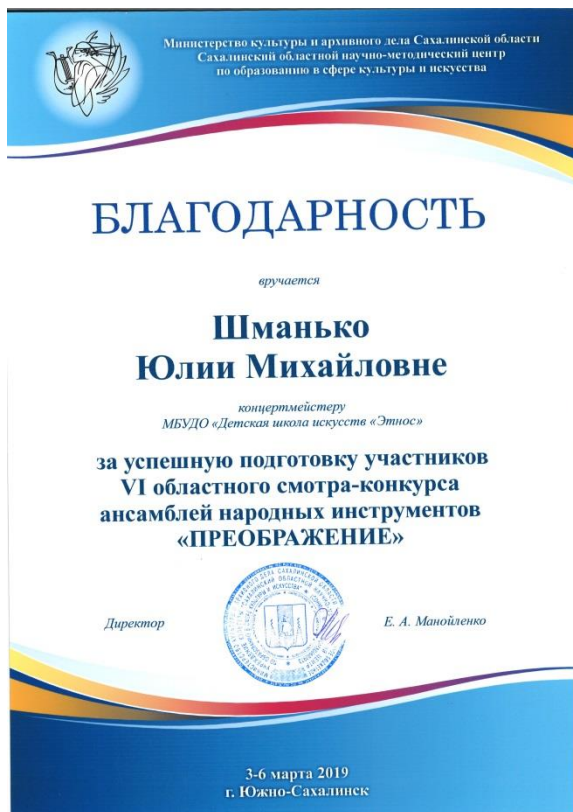 Министерство культуры и архивного дела Сахалинской области
Сахалинский областной научно-методический центр
по образованию в сфере культуры и искусства
БЛАГОДАРНОСТЬ
вручается
Шманько
Юлии Михайловне
концертмейстеру
МБУДО «Детская школа искусств «Этнос»
за успешную подготовку участников
VI областного смотра-конкурса
ансамблей народных инструментов
«ПРЕОБРАЖЕНИЕ»
Директор
Е. А. Манойленко
3-6 марта 2019
г. Южно-Сахалинск